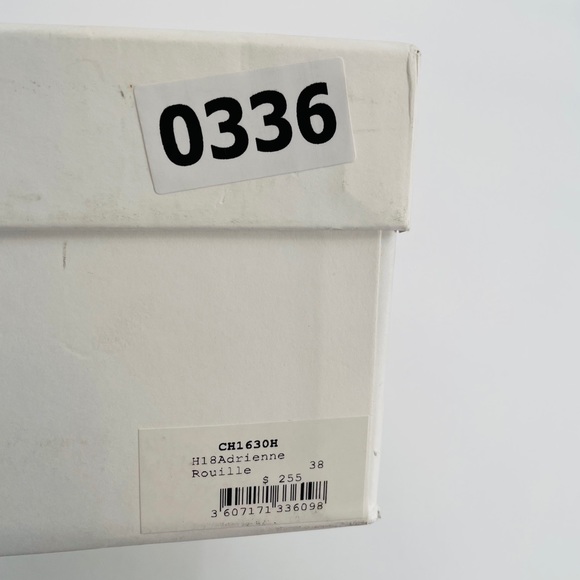 0336
CH1630H
H18Adrienne
Rouille 38
$ 255
3 607171 336098